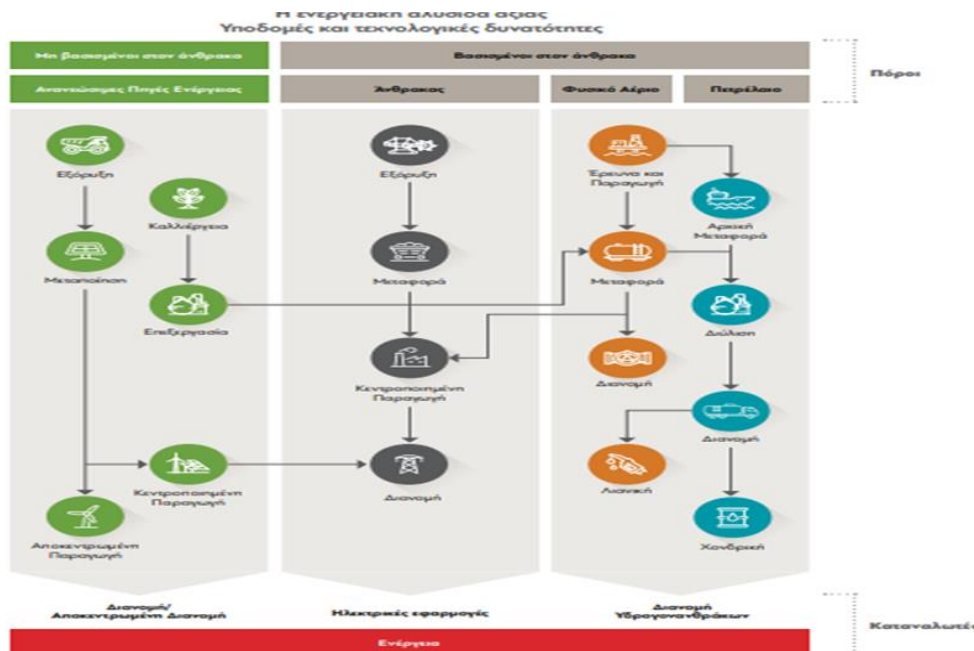 Η ενεργειακή αλυσίδα αξίας
Υποδομές και τεχνολογικές δυνατότητες
Μη βασισμένοι στον άνθρακα
Βασισμένοι στον άνθρακα
Πόροι
Ανανεώσιμες Πηγές Ενέργειας
Άνθρακας
Φυσικό Αέριο
Πετρέλαιο
Εξόρυξη
Εξόρυξη
Έρευνα και
Παραγωγή
Καλλιέργεια
Αρχική
Μεταφορά
Μεταποίηση
Μεταφορά
Μεταφορά
Επεξεργασία
Διύλιση
Κεντροποιημένη
Παραγωγή
Διανομή
Διανομή
Κεντροποιημένη
Παραγωγή
Διανομή
Λιανική
Αποκεντρωμένη
Παραγωγή
Χονδρική
Διανομή/
Αποκεντρωμένη Διανομή
Ηλεκτρικές εφαρμογές
Διανομή
Υδρογονανθράκων
Καταναλωτές
Ενέργεια